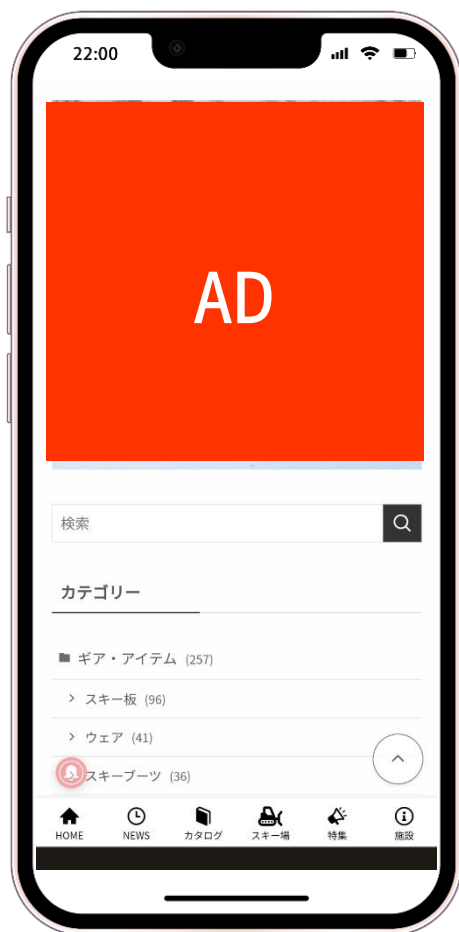 22:00
AD
検索
カテゴリー
ギア・アイテム (257)
スキー板 (96)
ウェア (41)
スキーブーツ (36)
HOME NEWS カタログ スキー場 特集 施設